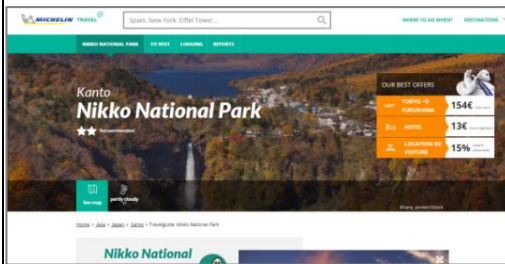 MICHELIN TRAVEL
Spain, New York, Eiffel Tower...
WHERE TO GO WHEN?
DESTINATIONS
NIKKO NATIONAL PARK
TO VISIT
LODGING
REPORTS
OUR BEST OFFERS
Kanto
Nikko National Park
Recommended
TOKYO → FUKUSHIMA
154€
HOTEL
13€
LOCATION DE VOITURE
15%
See map
partly cloudy
Home > Asia > Japan > Kanto > Travelguide Nikko National Park
Nikko National